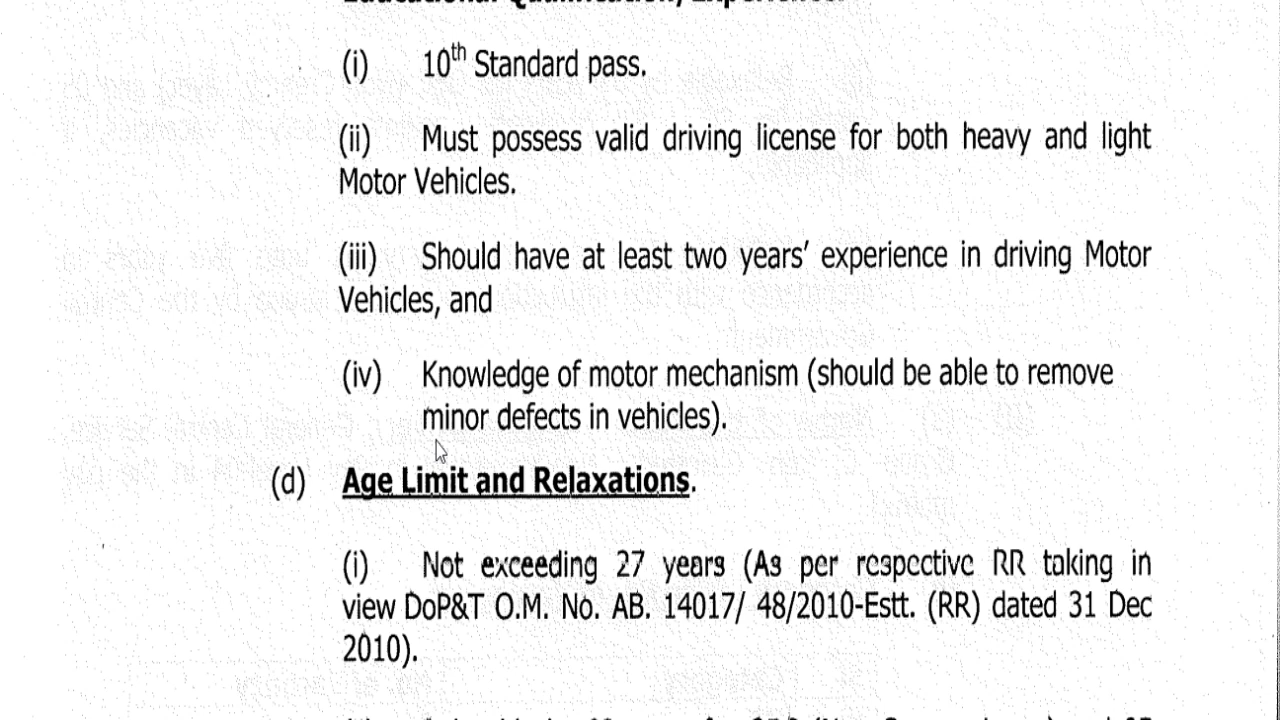 Educational Qualification/Experience.
(i) 10th Standard pass.
(ii) Must possess valid driving license for both heavy and light
Motor Vehicles.
(iii) Should have at least two years’ experience in driving Motor
Vehicles, and
(iv) Knowledge of motor mechanism (should be able to remove
minor defects in vehicles).
(d) Age Limit and Relaxations.
(i) Not exceeding 27 years (As per respective RR taking in
view DoP&T O.M. No. AB. 14017/ 48/2010-Estt. (RR) dated 31 Dec
2010).